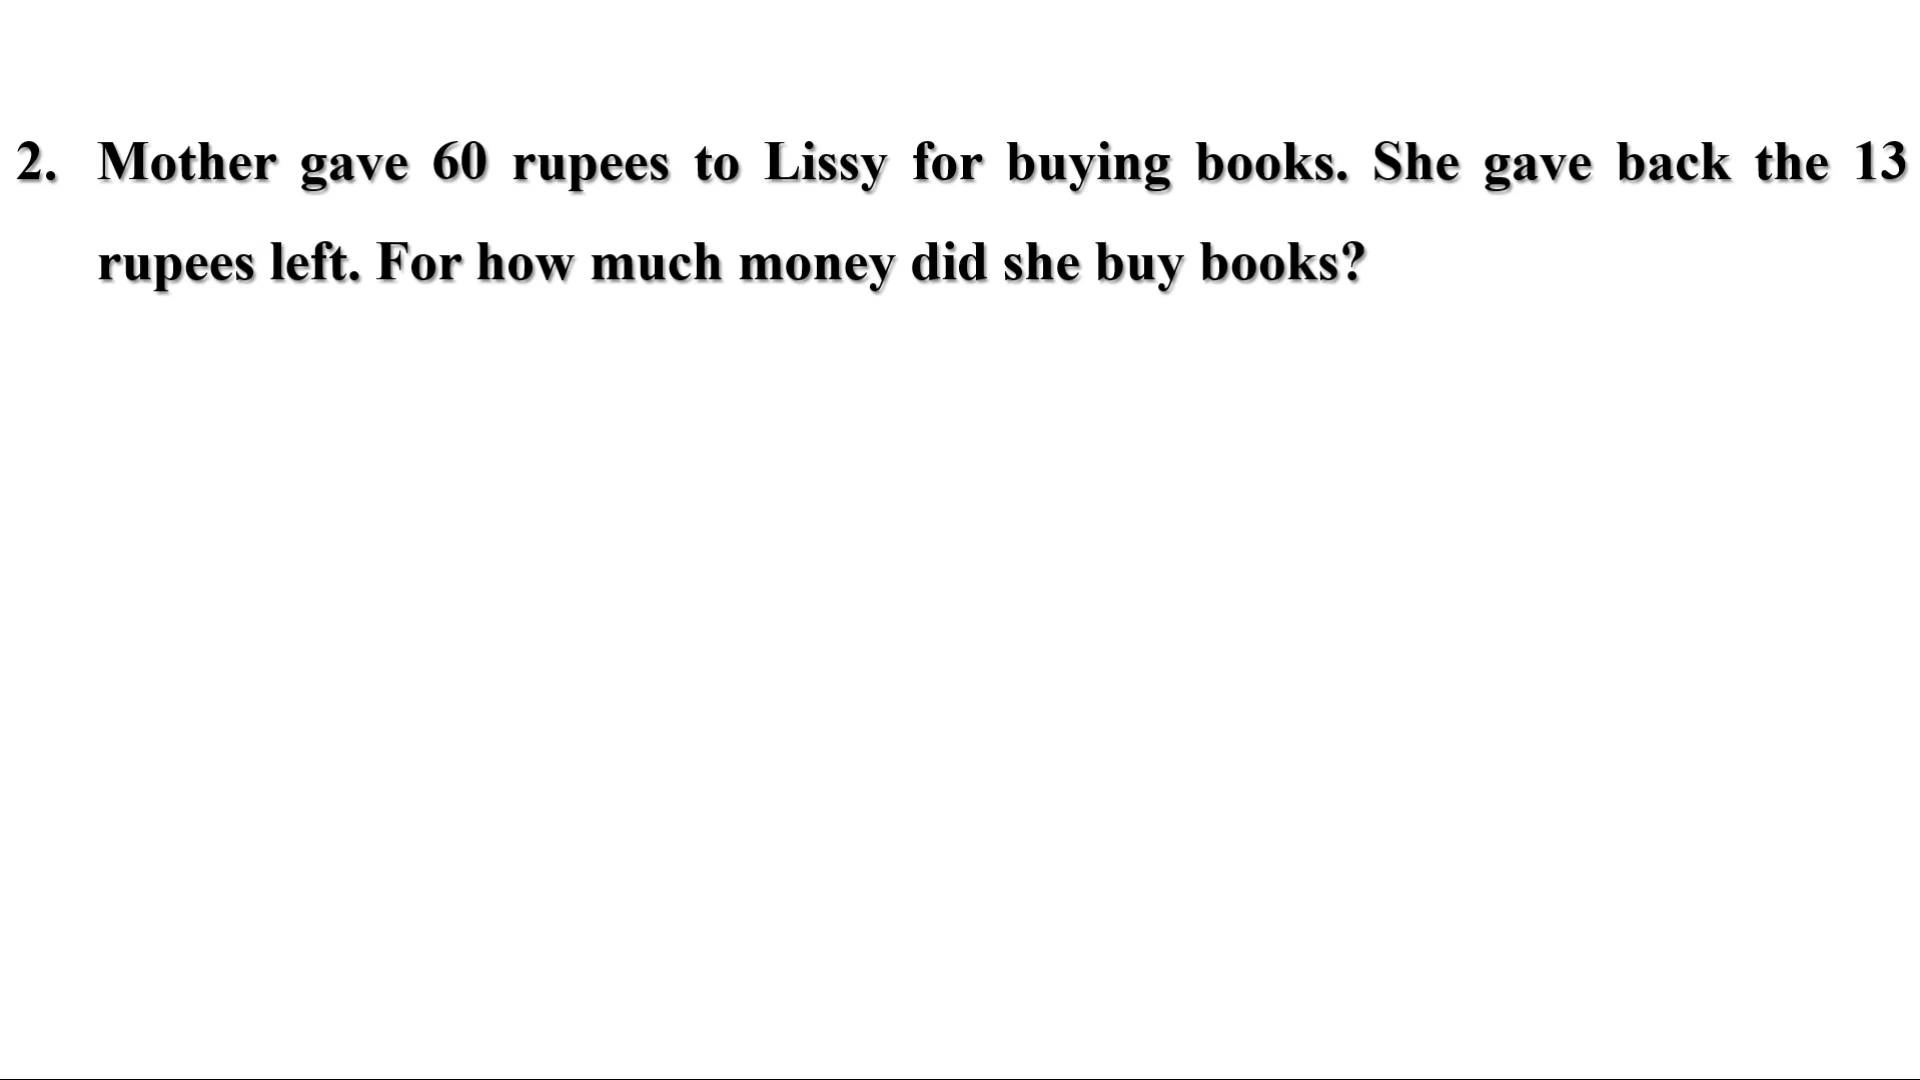 2. Mother gave 60 rupees to Lissy for buying books. She gave back the 13
rupees left. For how much money did she buy books?